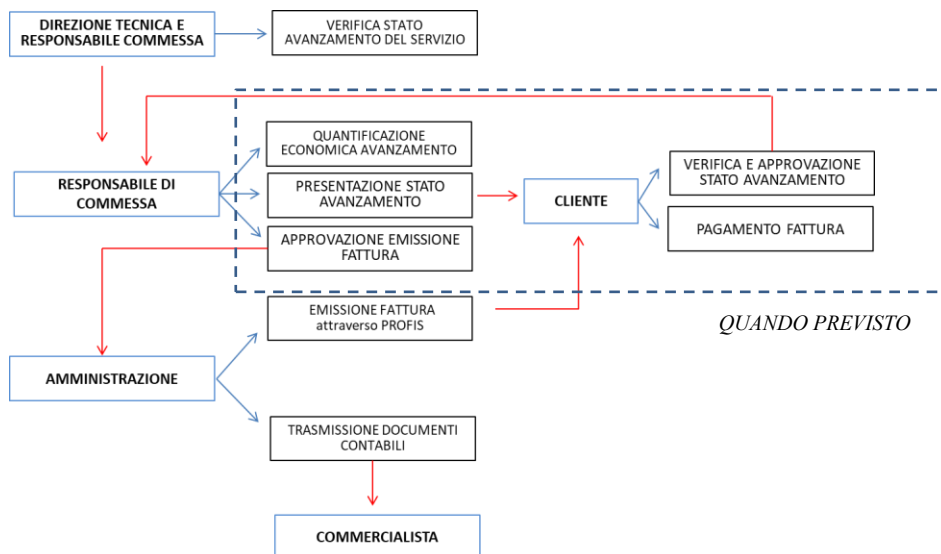 DIREZIONE TECNICA E
RESPONSABILE COMMESSA
VERIFICA STATO
AVANZAMENTO DEL SERVIZIO
QUANTIFICAZIONE
ECONOMICA AVANZAMENTO
VERIFICA E APPROVAZIONE
STATO AVANZAMENTO
RESPONSABILE DI
COMMESSA
PRESENTAZIONE STATO
AVANZAMENTO
CLIENTE
PAGAMENTO FATTURA
APPROVAZIONE EMISSIONE
FATTURA
EMISSIONE FATTURA
attraverso PROFIS
QUANDO PREVISTO
AMMINISTRAZIONE
TRASMISSIONE DOCUMENTI
CONTABILI
COMMERCIALISTA